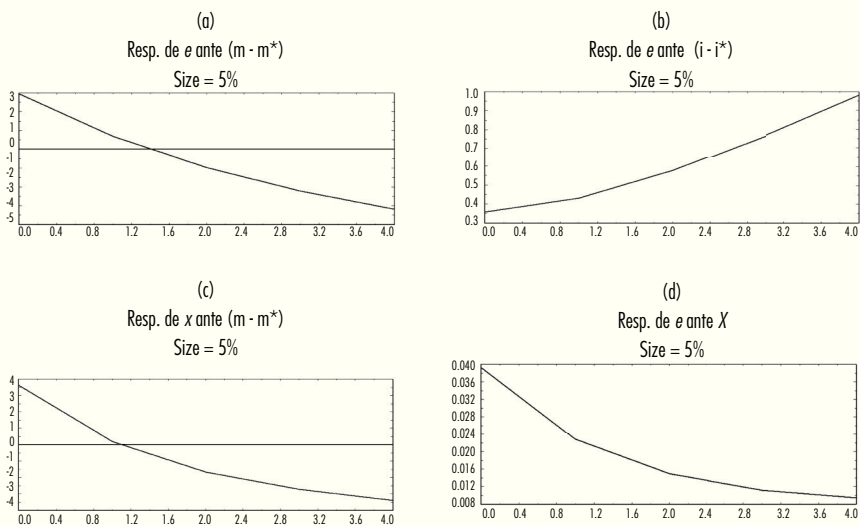 (a)
Resp. de e ante (m - m*)
Size = 5%
3
2
1
0
-1
-2
-3
-4
-5
0.0 0.4 0.8 1.2 1.6 2.0 2.4 2.8 3.2 3.6 4.0
(b)
Resp. de e ante (i - i*)
Size = 5%
1.0
0.9
0.8
0.7
0.6
0.5
0.4
0.3
0.0 0.4 0.8 1.2 1.6 2.0 2.4 2.8 3.2 3.6 4.0
(c)
Resp. de x ante (m - m*)
Size = 5%
4
3
2
1
0
-1
-2
-3
-4
0.0 0.4 0.8 1.2 1.6 2.0 2.4 2.8 3.2 3.6 4.0
(d)
Resp. de e ante X
Size = 5%
0.040
0.036
0.032
0.028
0.024
0.020
0.016
0.012
0.008
0.0 0.4 0.8 1.2 1.6 2.0 2.4 2.8 3.2 3.6 4.0